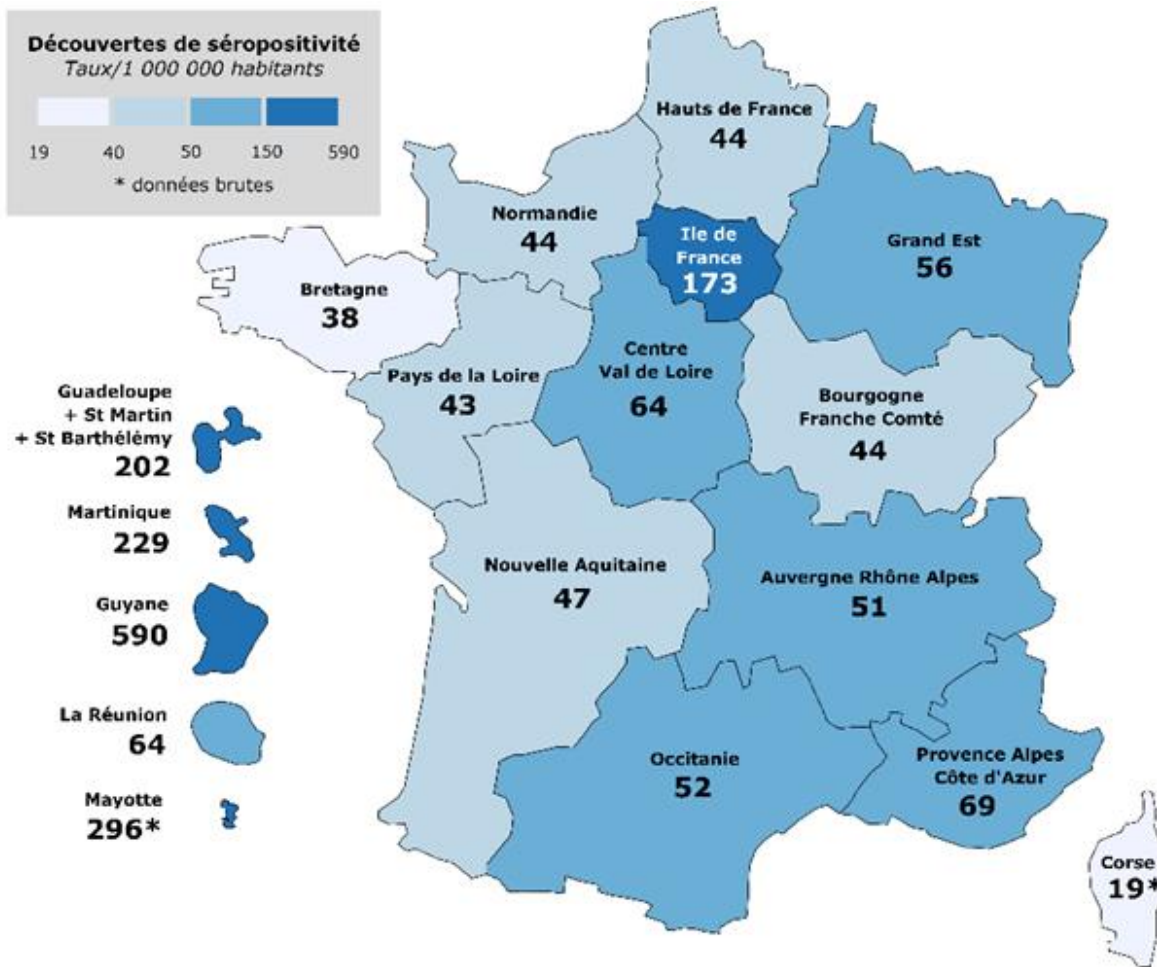 Découvertes de séropositivité
Taux/1 000 000 habitants
19 40 50 150 590
* données brutes
Hauts de France
44
Normandie
44
Ile de
France
173
Grand Est
56
Bretagne
38
Pays de la Loire
43
Centre
Val de Loire
64
Bourgogne
Franche Comté
44
Guadeloupe
+ St Martin
+ St Barthélémy
202
Martinique
229
Guyane
590
La Réunion
64
Mayotte
296*
Nouvelle Aquitaine
47
Auvergne Rhône Alpes
51
Occitanie
52
Provence Alpes
Côte d'Azur
69
Corse
19*